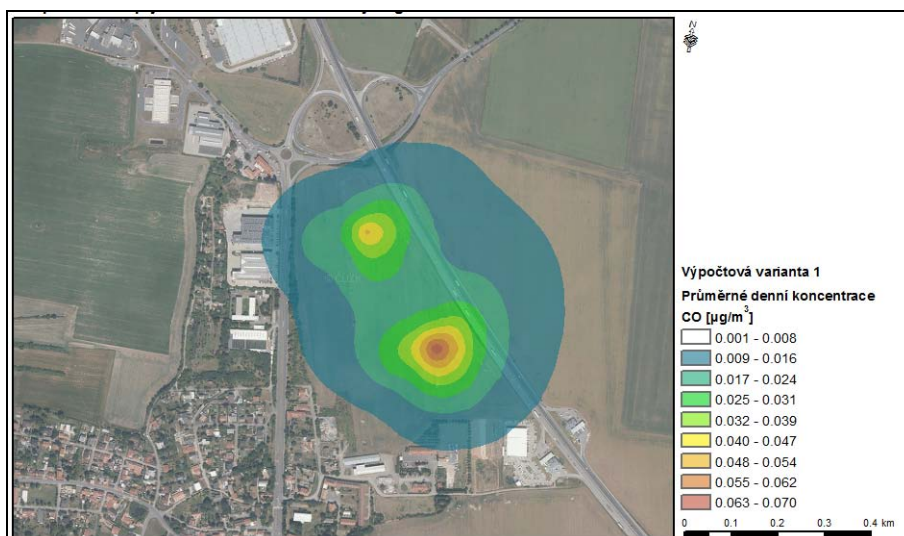 N
Výpočtová varianta 1
Průměrné denní koncentrace
CO [µg/m³]
0.001 - 0.008
0.009 - 0.016
0.017 - 0.024
0.025 - 0.031
0.032 - 0.039
0.040 - 0.047
0.048 - 0.054
0.055 - 0.062
0.063 - 0.070
0 0.1 0.2 0.3 0.4 km